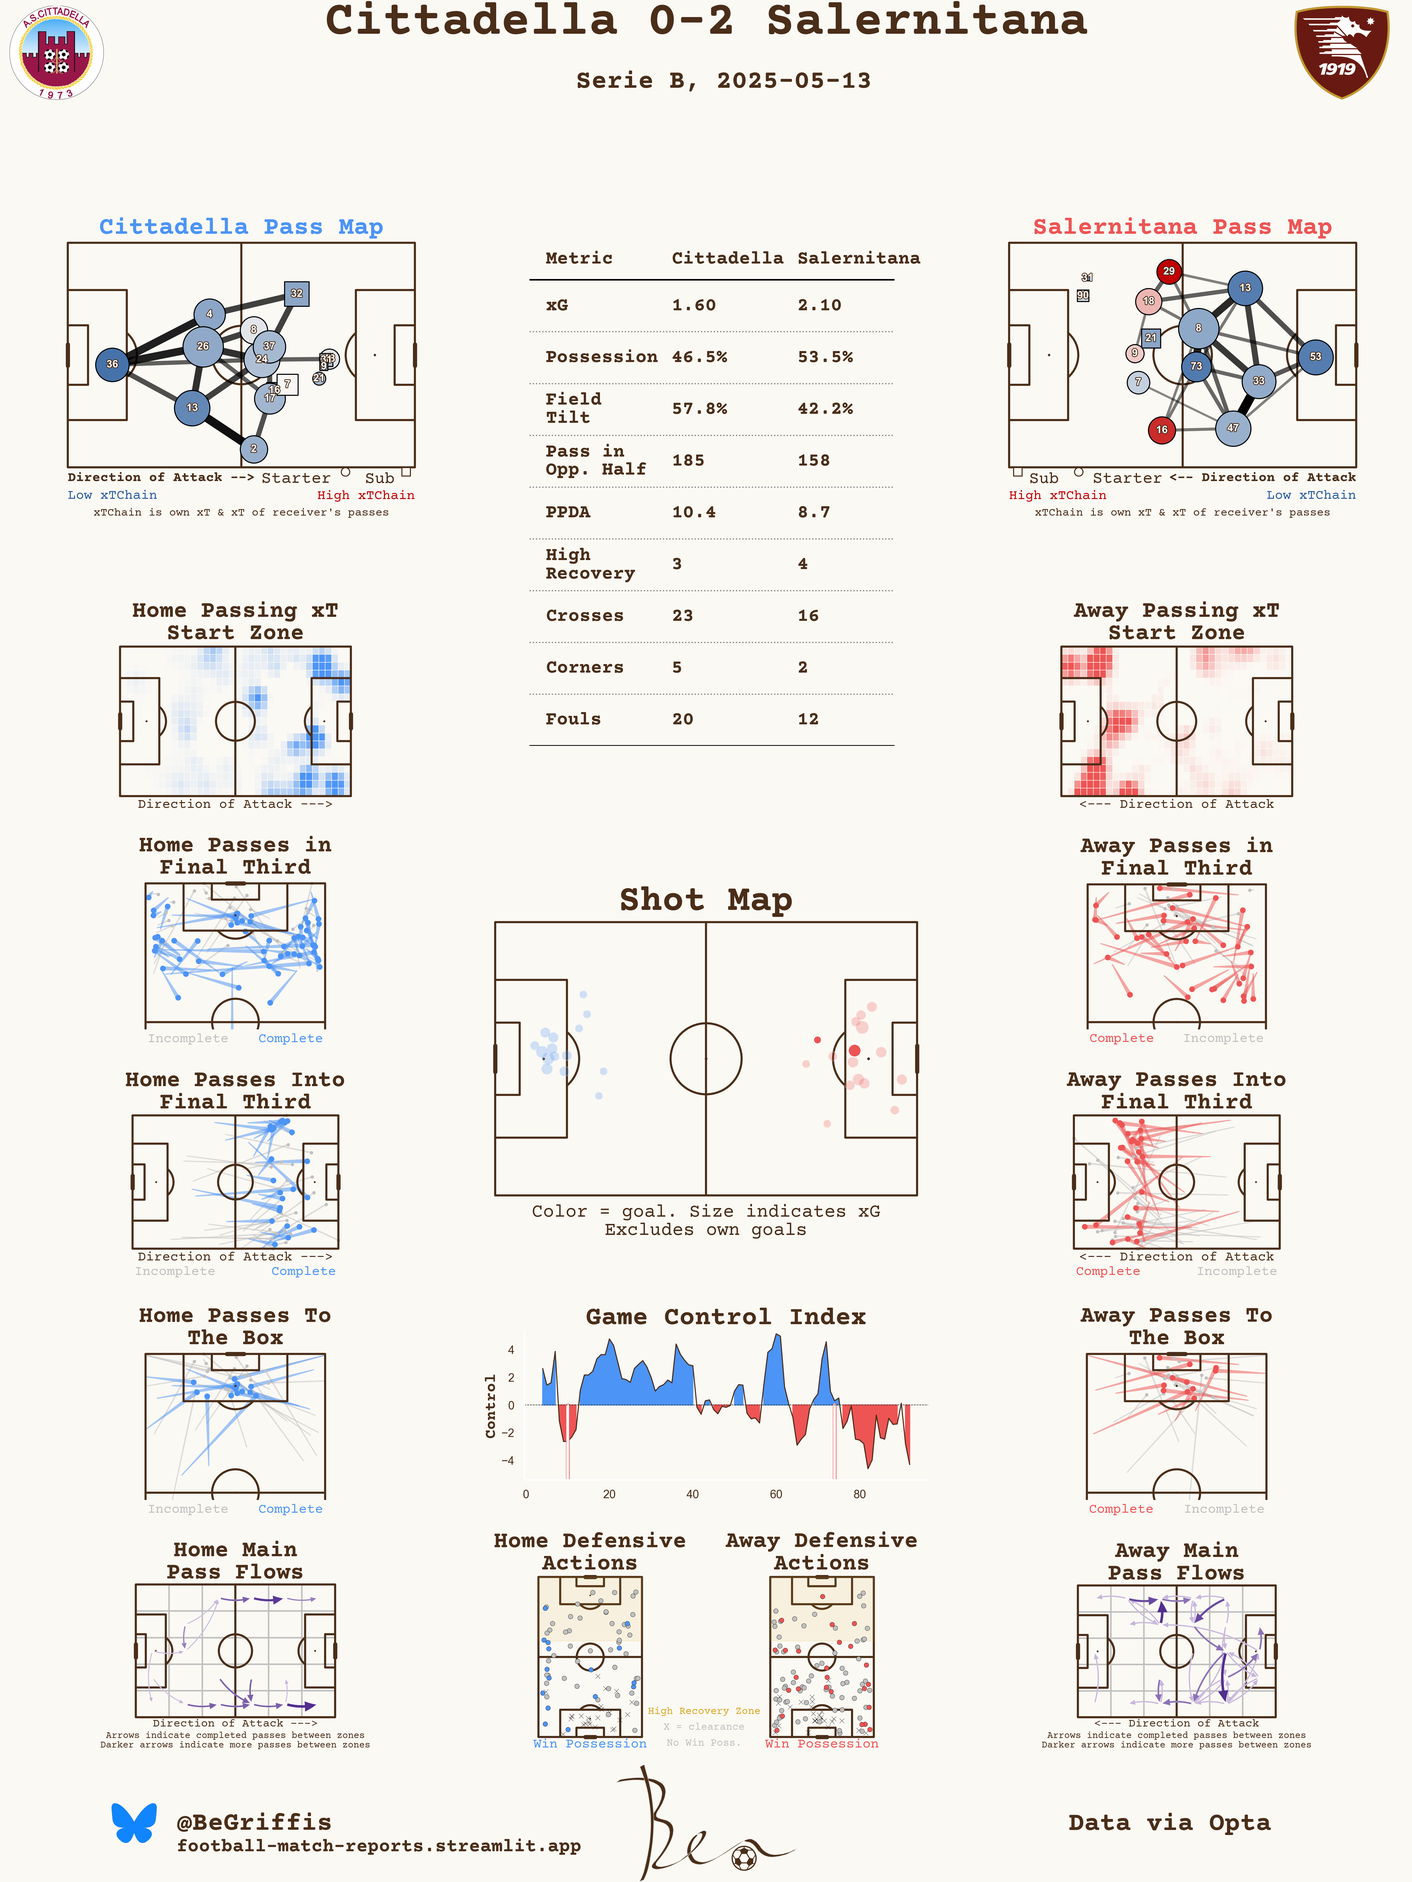 Cittadella 0-2 Salernitana
Serie B, 2025-05-13
A.S.CITTADELLA
1973
1919
Cittadella Pass Map
36
4
26
13
32
8
37
24
7
16
17
2
21
Direction of Attack --> Starter Sub
Low xTChain High xTChain
xTChain is own xT & xT of receiver's passes
Metric Cittadella Salernitana
xG 1.60 2.10
Possession 46.5% 53.5%
Field
Tilt 57.8% 42.2%
Pass in
Opp. Half 185 158
PPDA 10.4 8.7
High
Recovery 3 4
Crosses 23 16
Corners 5 2
Fouls 20 12
Salernitana Pass Map
31
90
29
18
13
8
21
9
73
53
7
33
16
47
Sub Starter <-- Direction of Attack
High xTChain Low xTChain
xTChain is own xT & xT of receiver's passes
Home Passing xT
Start Zone
Direction of Attack --->
Away Passing xT
Start Zone
<--- Direction of Attack
Home Passes in
Final Third
Incomplete Complete
Away Passes in
Final Third
Complete Incomplete
Shot Map
Color = goal. Size indicates xG
Excludes own goals
Home Passes Into
Final Third
Direction of Attack --->
Incomplete Complete
Away Passes Into
Final Third
<--- Direction of Attack
Complete Incomplete
Home Passes To
The Box
Incomplete Complete
Game Control Index
Control
4
2
0
−2
−4
0 20 40 60 80
Away Passes To
The Box
Complete Incomplete
Home Main
Pass Flows
Direction of Attack --->
Arrows indicate completed passes between zones
Darker arrows indicate more passes between zones
Home Defensive
Actions
Win Possession
Away Defensive
Actions
Win Possession
High Recovery Zone
X = clearance
No Win Poss.
Away Main
Pass Flows
<--- Direction of Attack
Arrows indicate completed passes between zones
Darker arrows indicate more passes between zones
@BeGriffis
football-match-reports.streamlit.app
Ben
Data via Opta